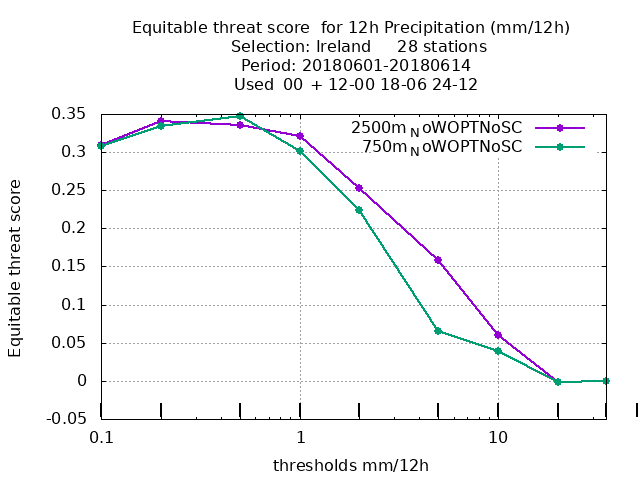 Equitable threat score  for 12h Precipitation (mm/12h)
Selection: Ireland     28 stations
Period: 20180601-20180614
Used  00  + 12-00 18-06 24-12
2500m_NoWOPTNoSC
750m_NoWOPTNoSC
Equitable threat score
0.35
0.3
0.25
0.2
0.15
0.1
0.05
0
-0.05
0.1 1 10
thresholds mm/12h